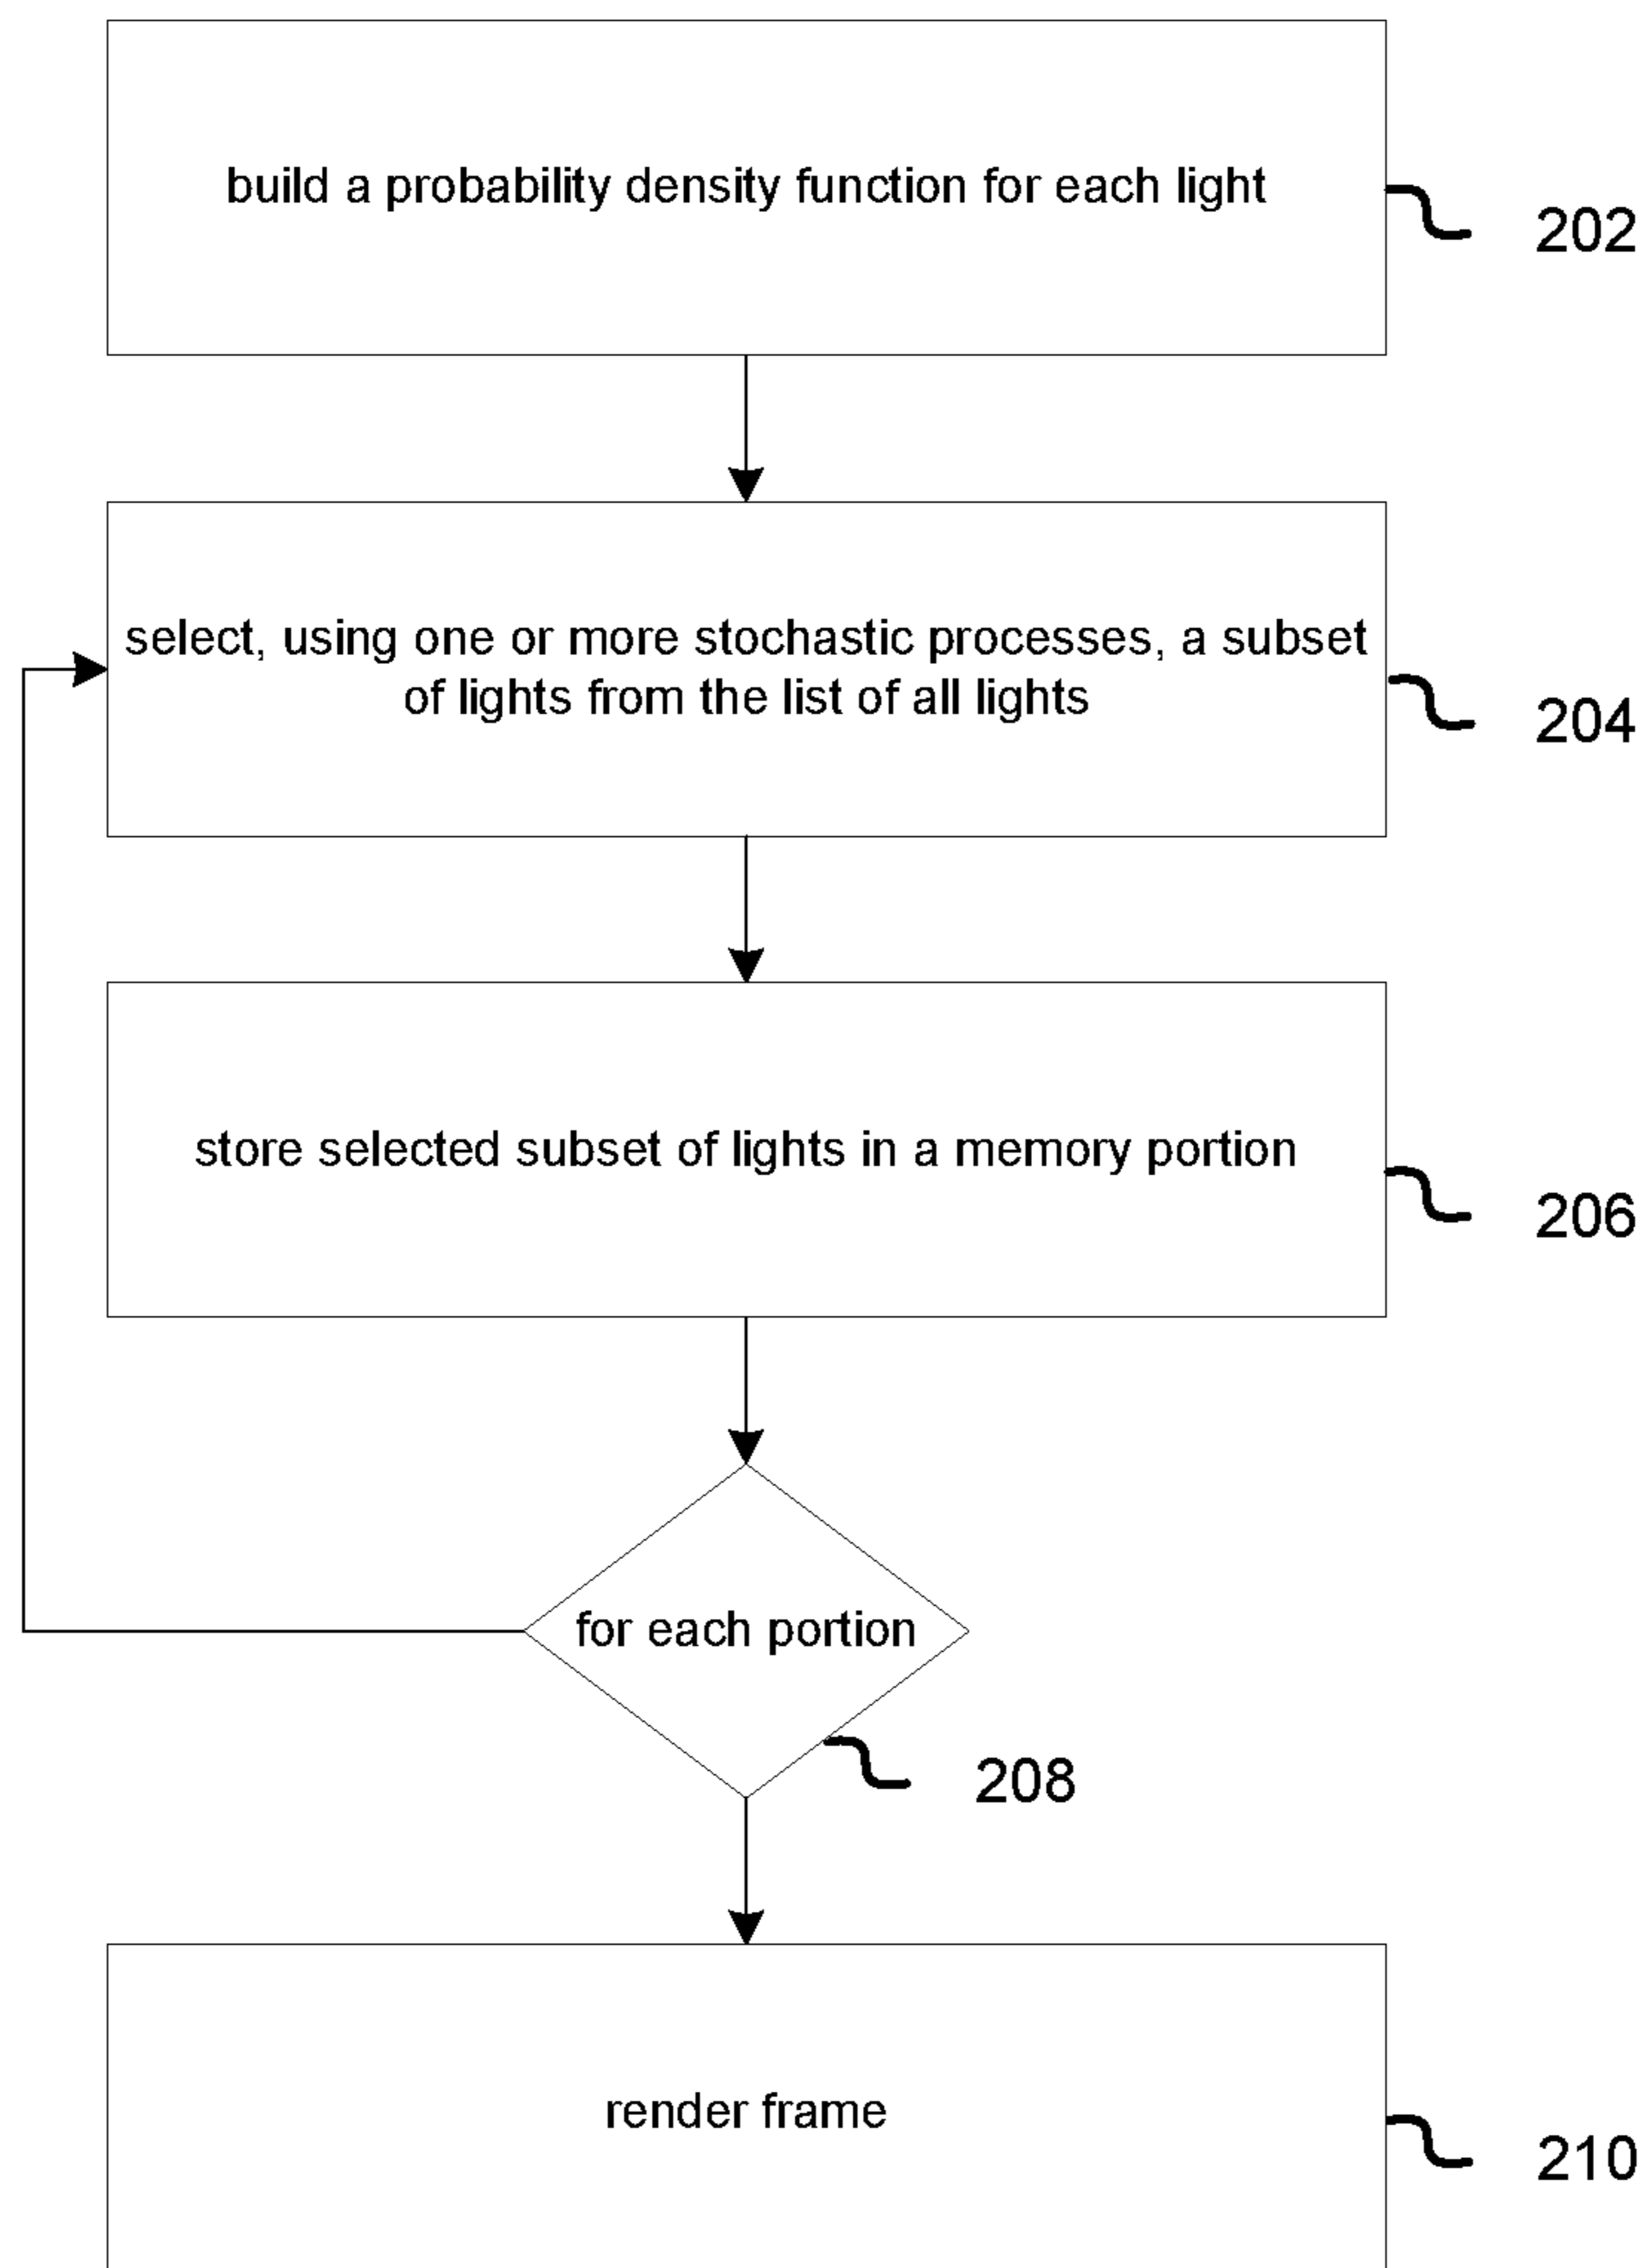 build a probability density function for each light
202
select, using one or more stochastic processes, a subset
of lights from the list of all lights
204
store selected subset of lights in a memory portion
206
for each portion
208
render frame
210